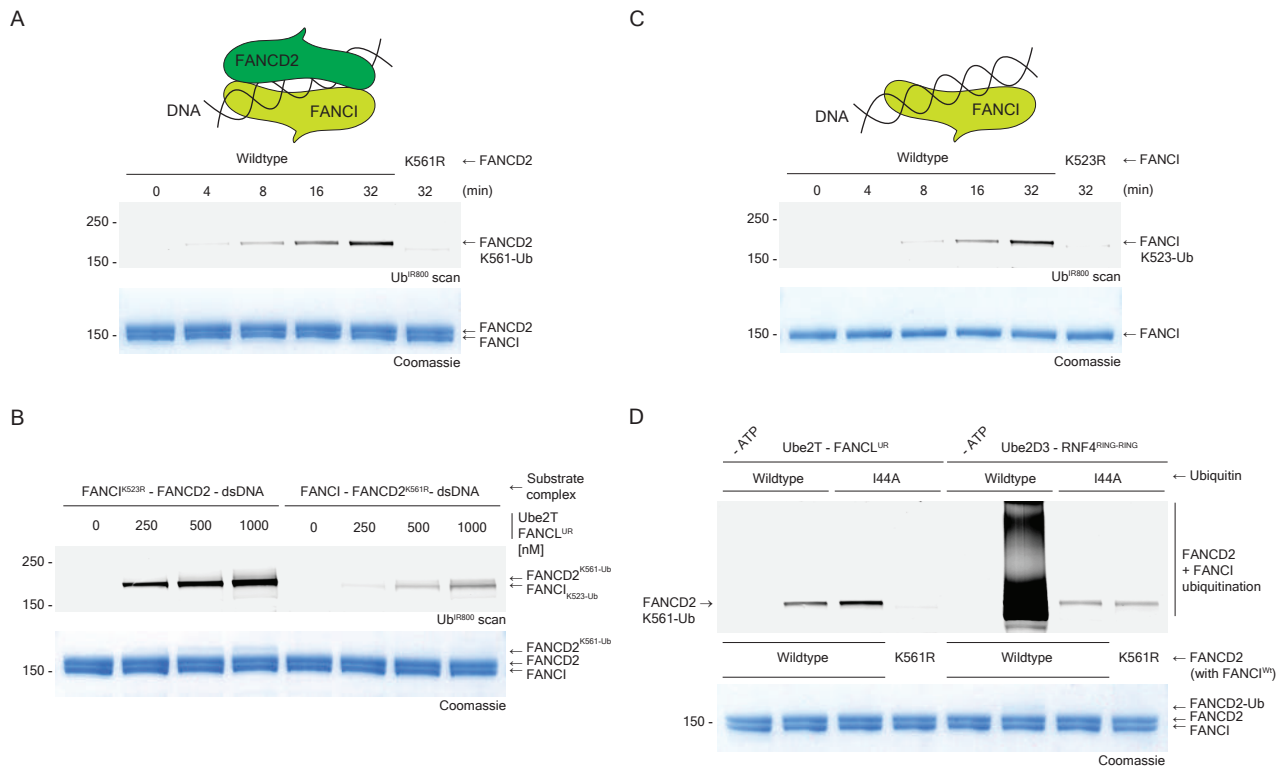 A
FANCD2
DNA
FANCI
Wildtype K561R ← FANCD2
0 4 8 16 32 (min) 32
250 -
150 -
← FANCD2
K561-Ub
Ub^IR800 scan
150 -
← FANCD2
← FANCI
Coomassie
C
DNA
FANCI
Wildtype K523R ← FANCI
0 4 8 16 32 (min) 32
250 -
150 -
← FANCI
K523-Ub
Ub^IR800 scan
150 -
← FANCI
Coomassie
B
FANCI^K523R - FANCD2 - dsDNA FANCI - FANCD2^K561R- dsDNA ← Substrate complex
0 250 500 1000 0 250 500 1000 Ube2T
FANCL^UR
[nM]
250 -
150 -
← FANCD2^K561-Ub
← FANCI_K523-Ub
Ub^IR800 scan
150 -
← FANCD2^K561-Ub
← FANCD2
← FANCI
Coomassie
D
- ATP Ube2T - FANCL^UR - ATP Ube2D3 - RNF4^RING-RING
Wildtype I44A Wildtype I44A ← Ubiquitin
FANCD2 →
K561-Ub
FANCD2
+ FANCI
ubiquitination
Wildtype K561R Wildtype K561R ← FANCD2
(with FANCI^Wt)
150 -
← FANCD2-Ub
← FANCD2
← FANCI
Coomassie